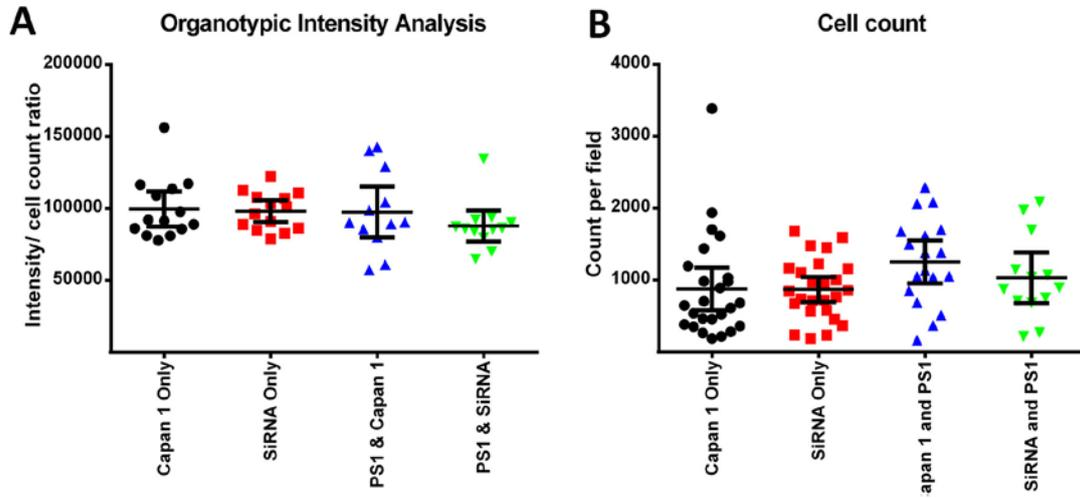 A
Organotypic Intensity Analysis
Intensity/ cell count ratio
200000
150000
100000
50000
Capan 1 Only
SiRNA Only
PS1 & Capan 1
PS1 & SiRNA
B
Cell count
Count per field
4000
3000
2000
1000
Capan 1 Only
SiRNA Only
apan 1 and PS1
SiRNA and PS1